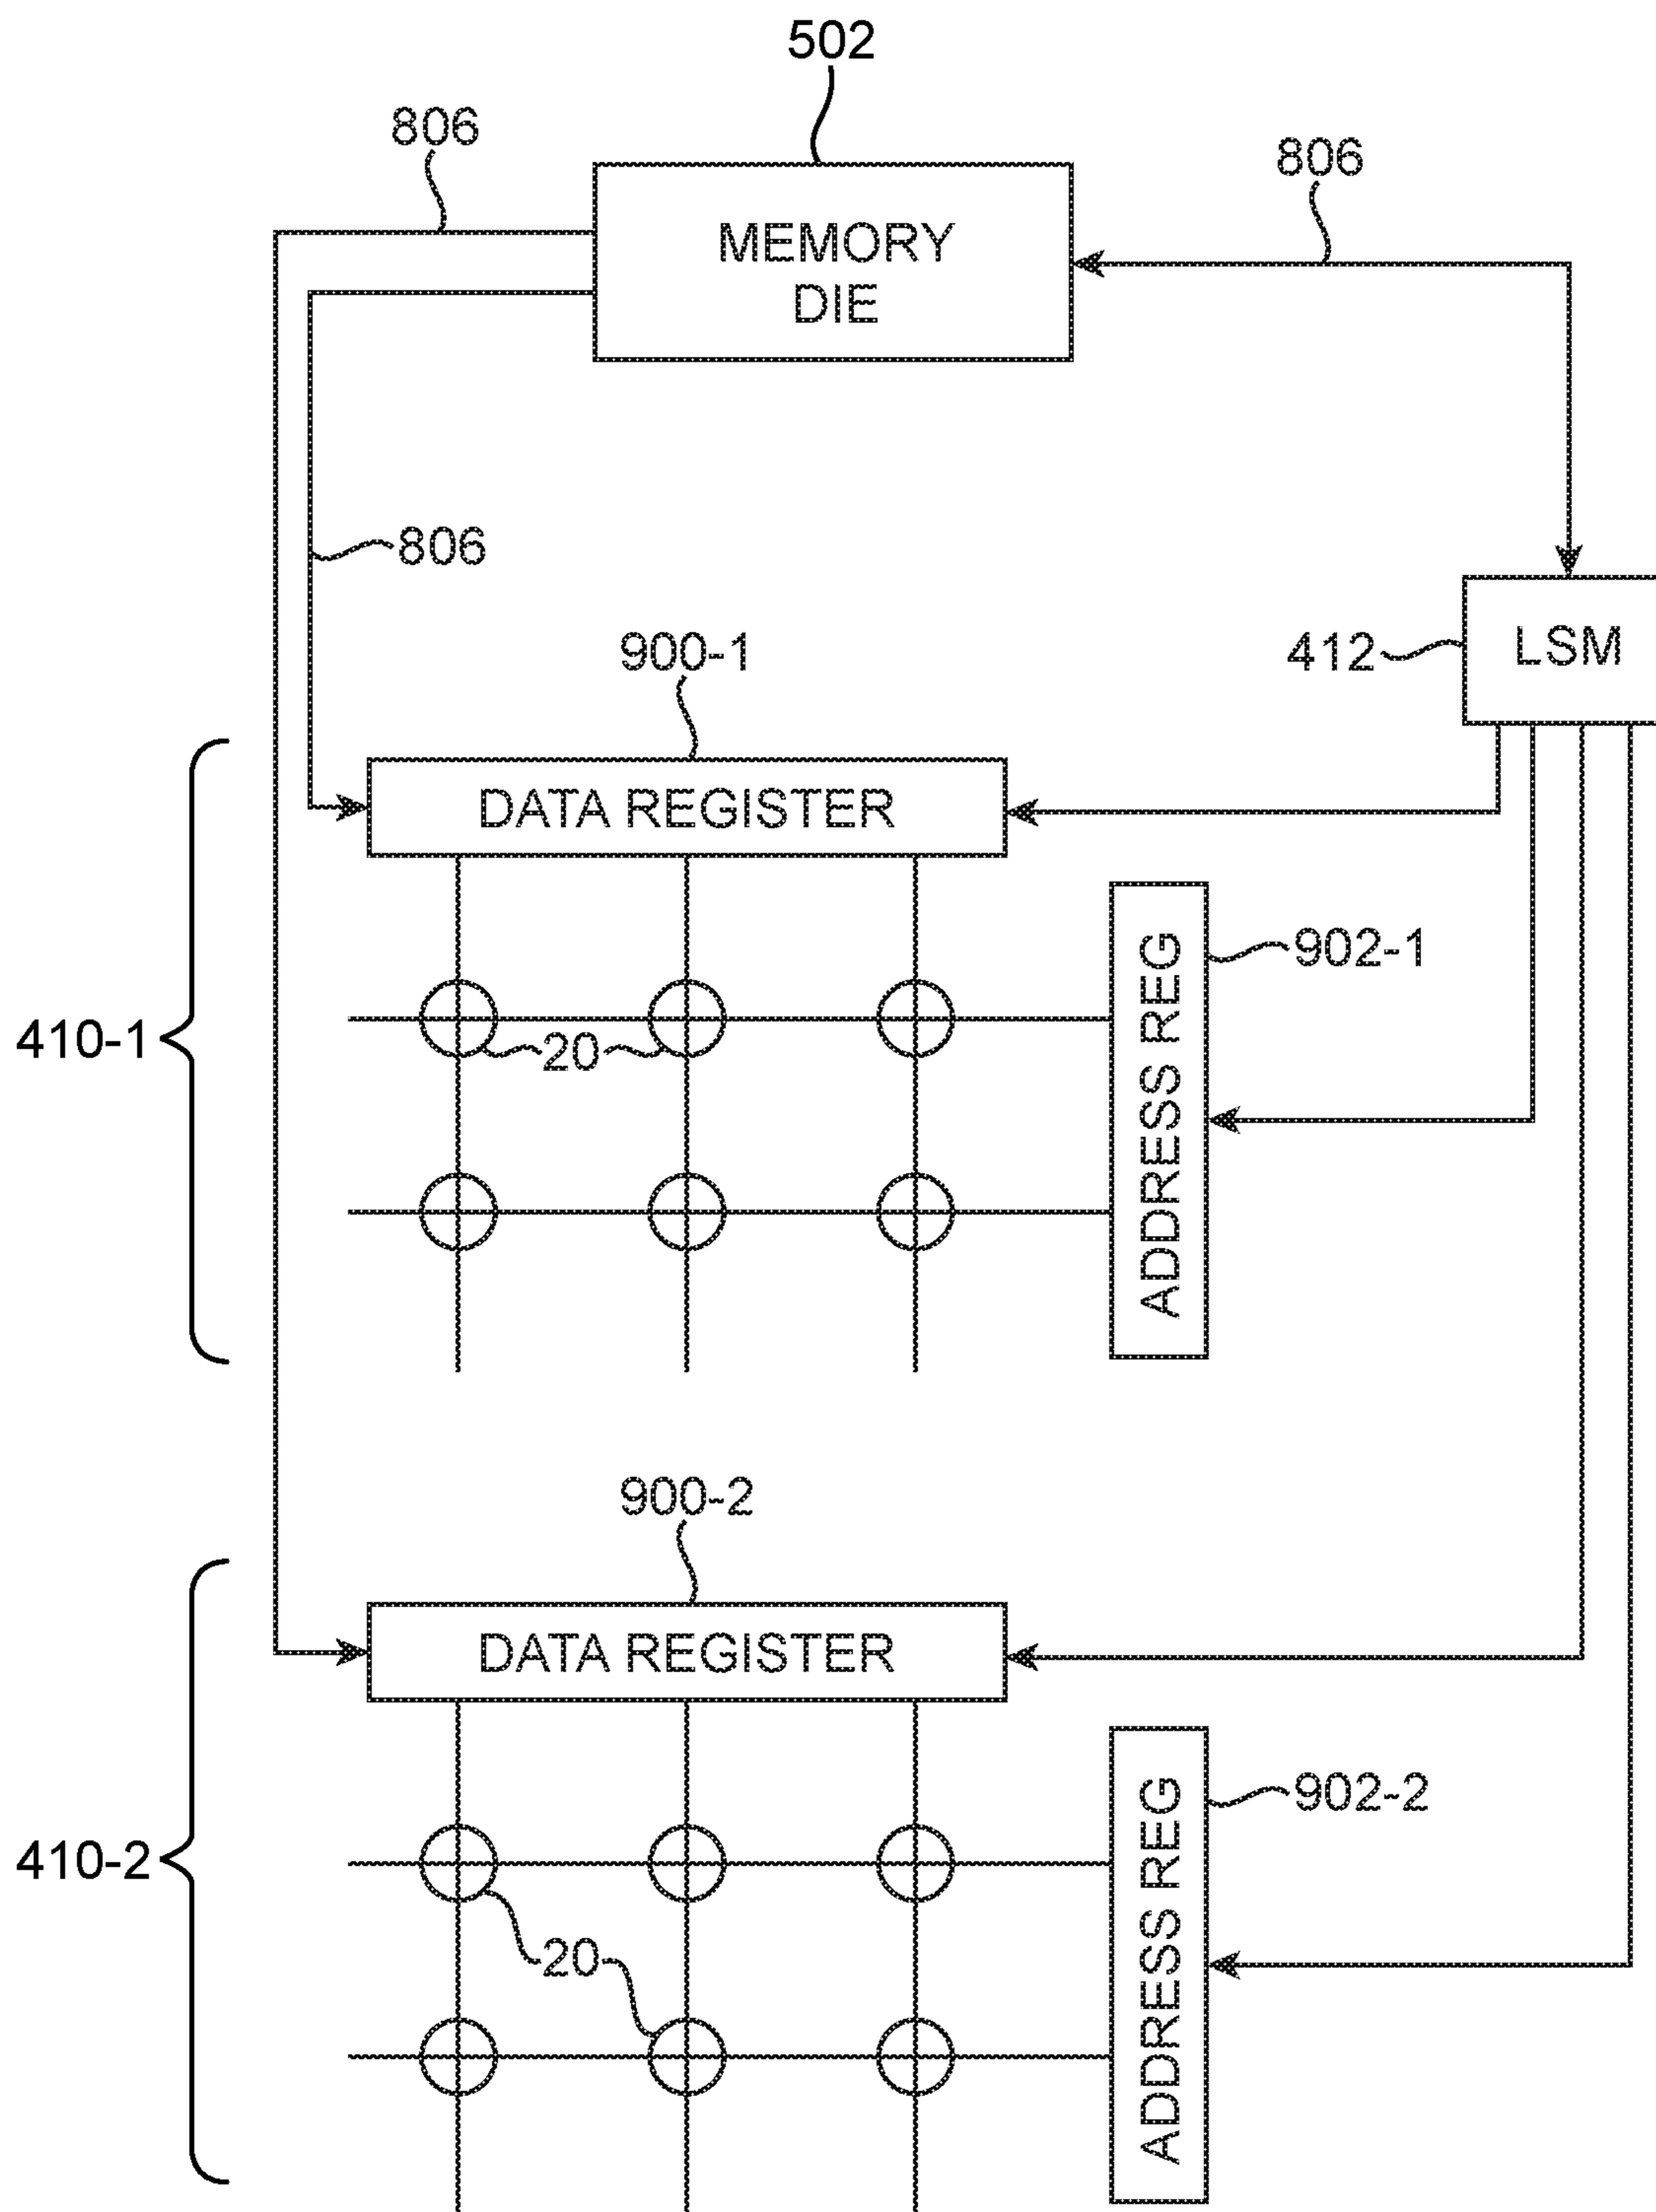 502
806
806
MEMORY
DIE
806
900-1
412
LSM
DATA REGISTER
902-1
ADDRESS REG
410-1
20
900-2
DATA REGISTER
902-2
ADDRESS REG
410-2
20